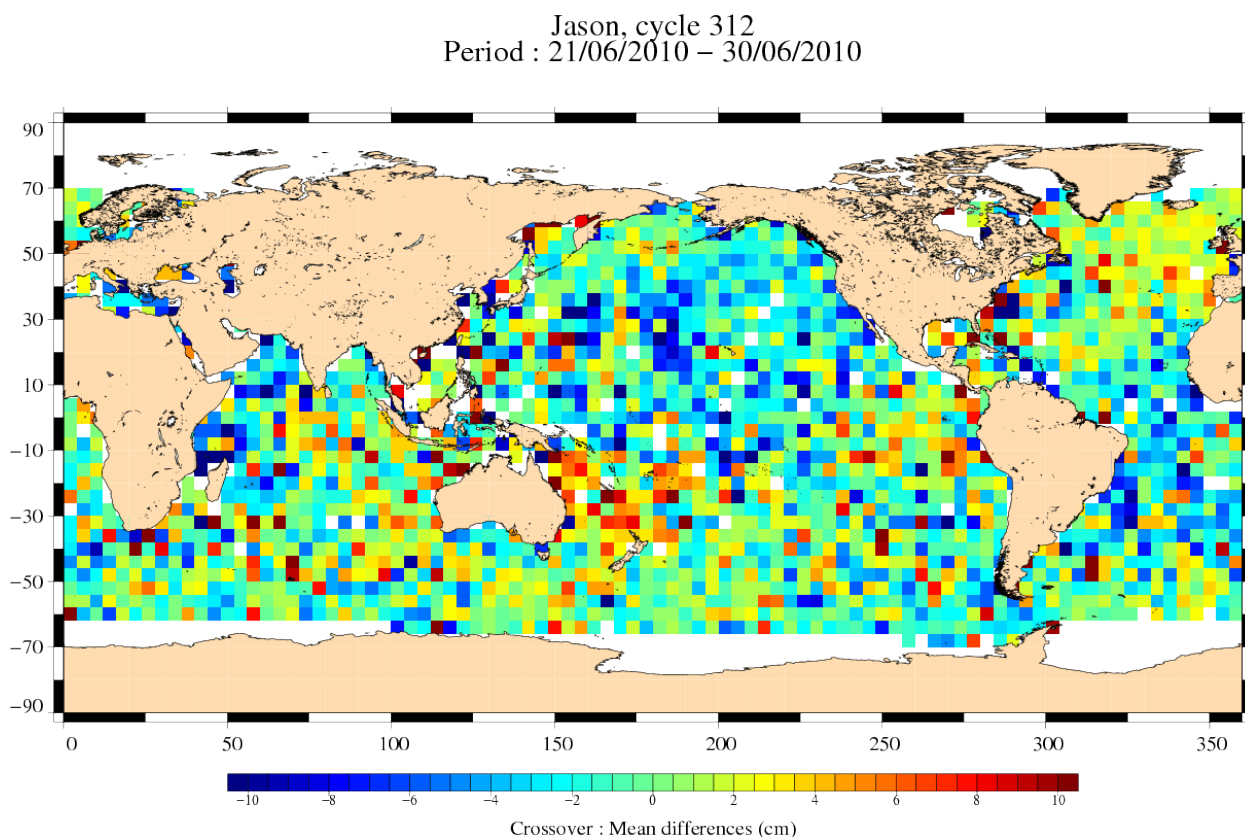 Jason, cycle 312
Period : 21/06/2010 − 30/06/2010
90
70
50
30
10
−10
−30
−50
−70
−90
0 50 100 150 200 250 300 350
−10 −8 −6 −4 −2 0 2 4 6 8 10
Crossover : Mean differences (cm)